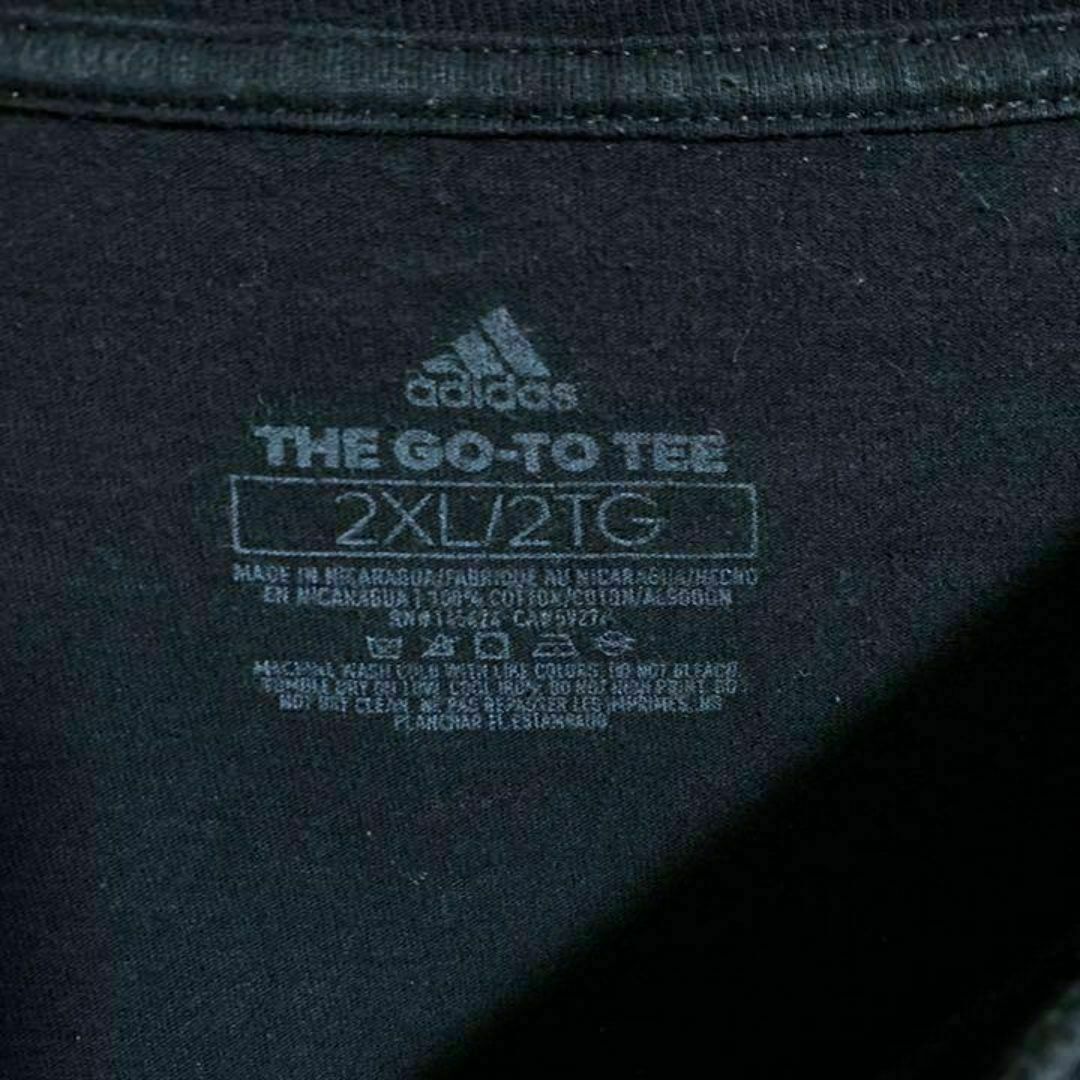 adidas
THE GO-TO TEE
2XL/2TG
MADE IN NICARAGUA/FABRIQUE AU NICARAGUA/HECHO
EN NICARAGUA | 100% COTTON/COTON/ALGODON
MACHINE WASH COLD WITH LIKE COLORS. DO NOT BLEACH.
TUMBLE DRY ON LOW. COOL IRON. DO NOT IRON PRINT. DO
NOT DRY CLEAN. NE PAS REPASSER LES IMPRIMES. NO
PLANCHAR EL ESTAMPADO